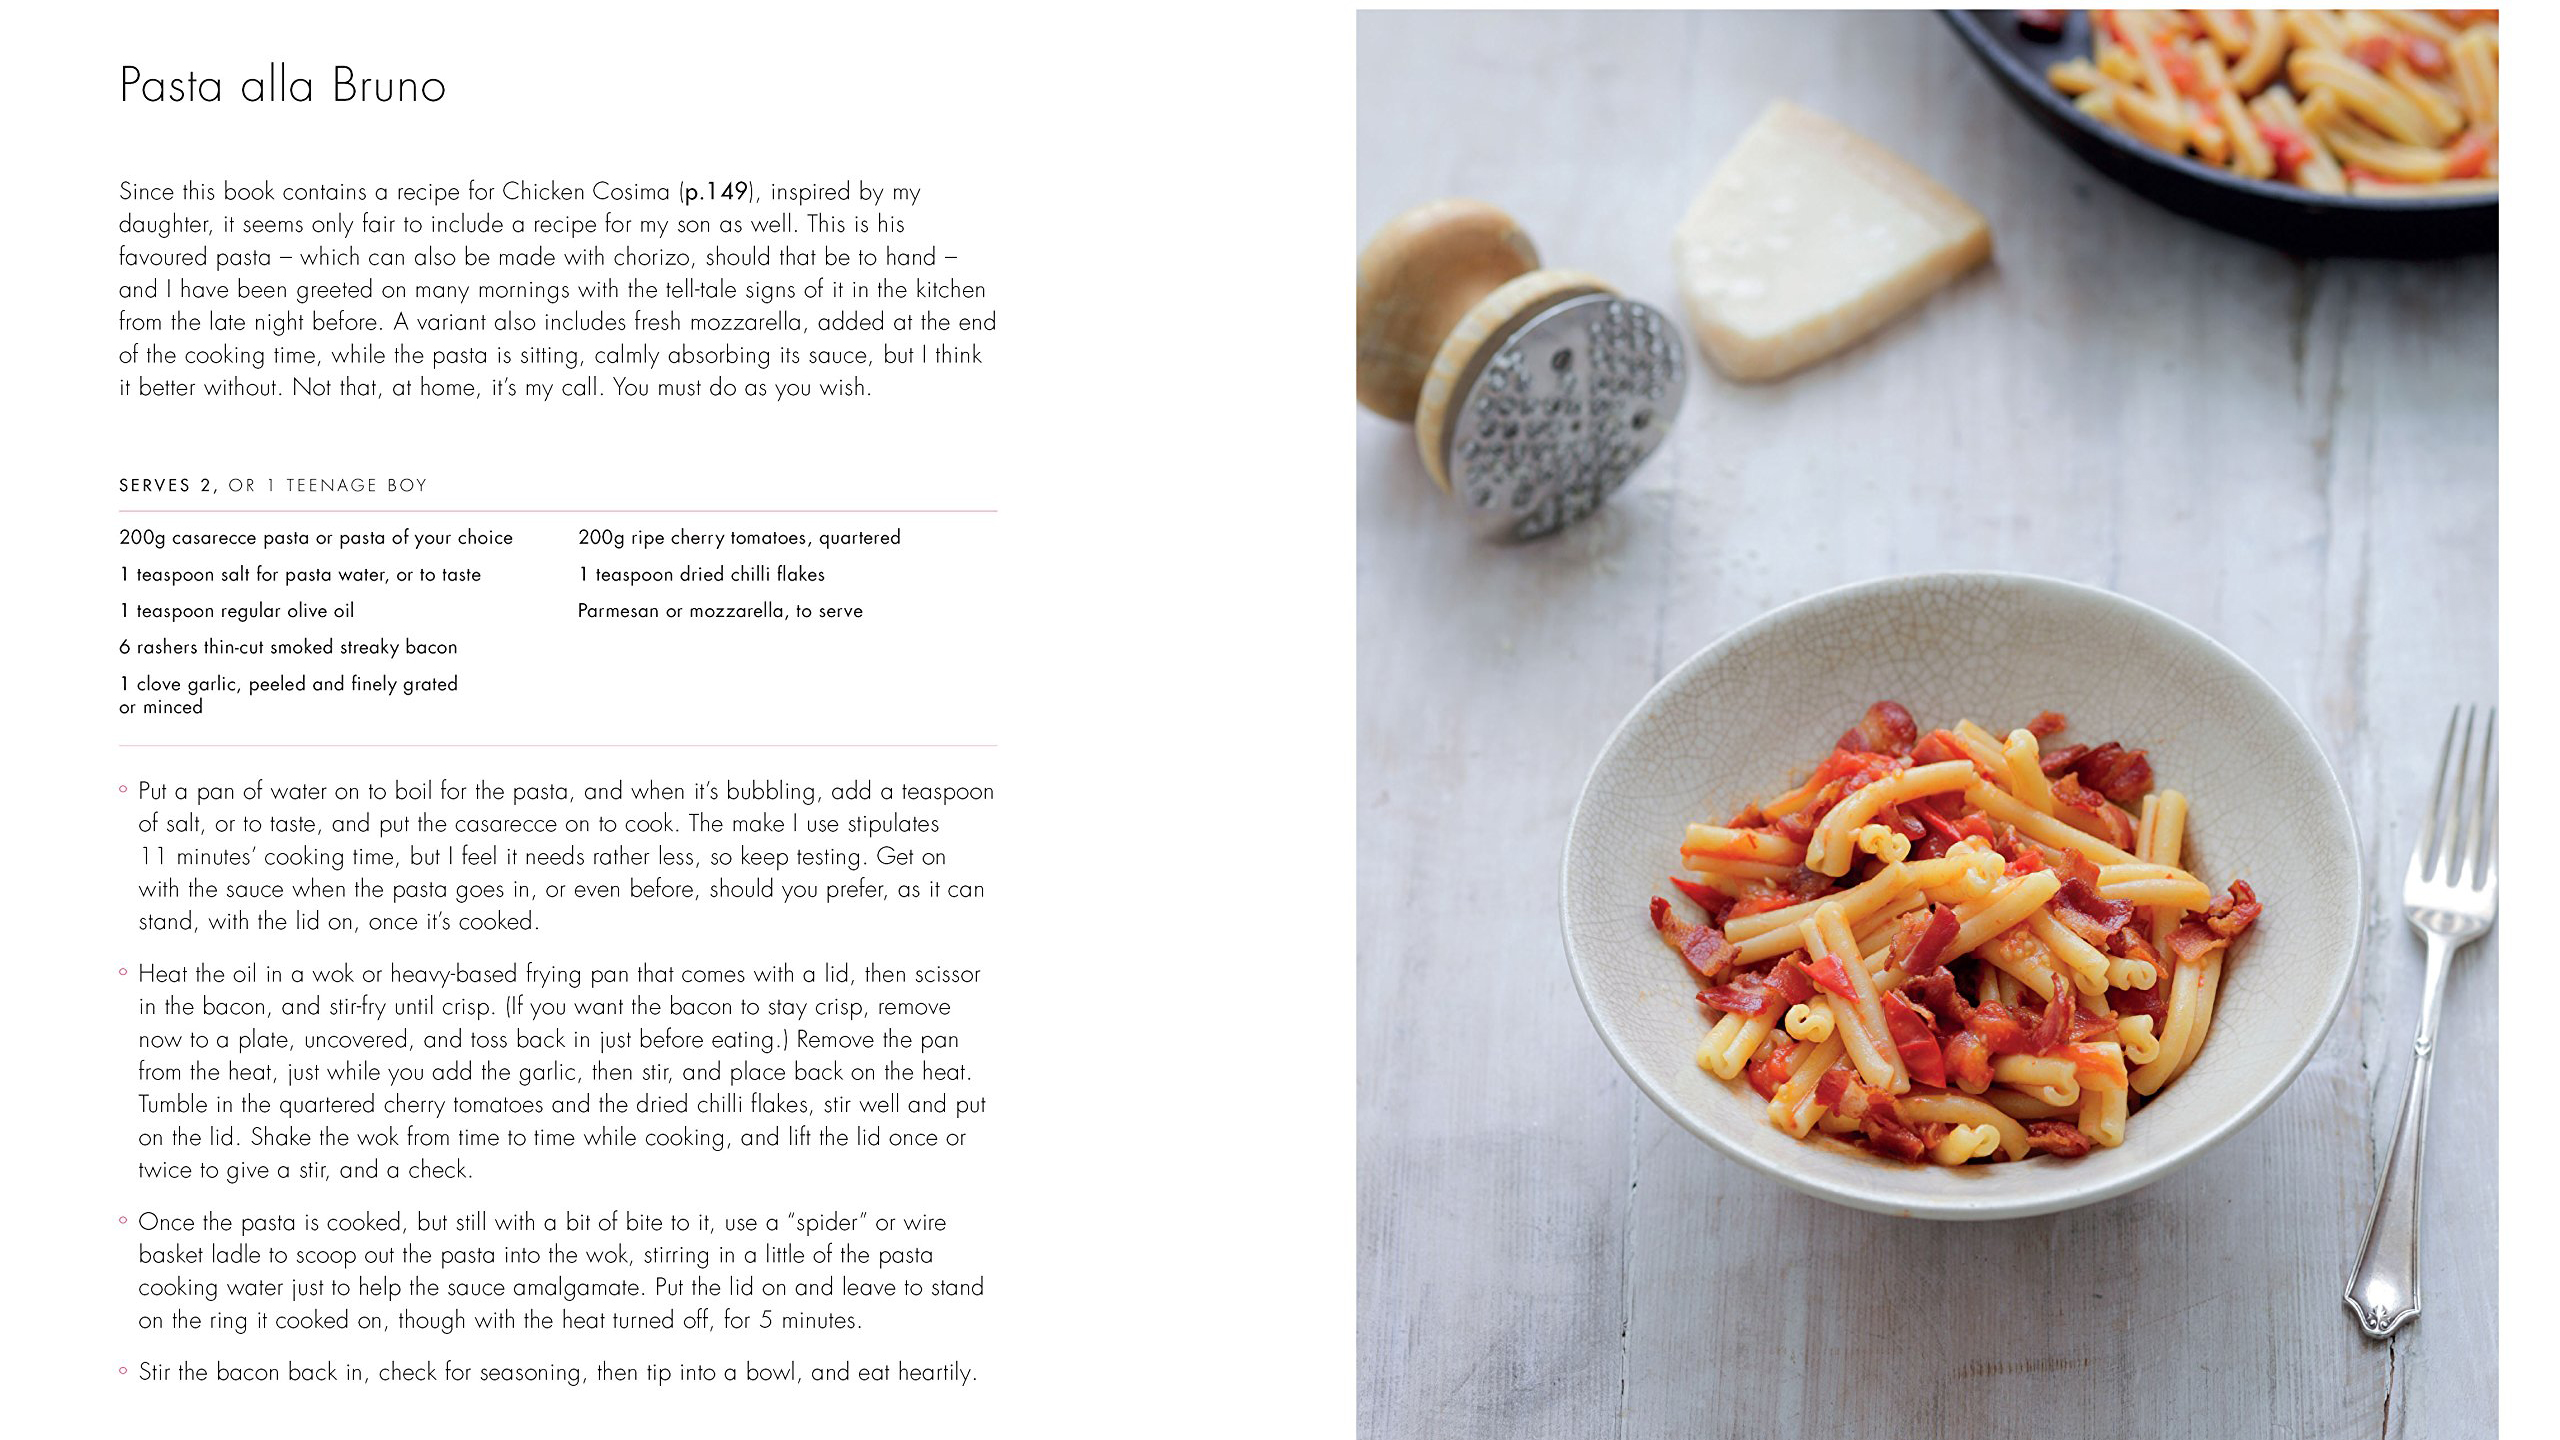 Pasta alla Bruno
Since this book contains a recipe for Chicken Cosima (p.149), inspired by my
daughter, it seems only fair to include a recipe for my son as well. This is his
favoured pasta – which can also be made with chorizo, should that be to hand –
and I have been greeted on many mornings with the tell-tale signs of it in the kitchen
from the late night before. A variant also includes fresh mozzarella, added at the end
of the cooking time, while the pasta is sitting, calmly absorbing its sauce, but I think
it better without. Not that, at home, it’s my call. You must do as you wish.
SERVES 2, OR 1 TEENAGE BOY
200g casarecce pasta or pasta of your choice
1 teaspoon salt for pasta water, or to taste
1 teaspoon regular olive oil
6 rashers thin-cut smoked streaky bacon
1 clove garlic, peeled and finely grated
or minced
200g ripe cherry tomatoes, quartered
1 teaspoon dried chilli flakes
Parmesan or mozzarella, to serve
° Put a pan of water on to boil for the pasta, and when it’s bubbling, add a teaspoon
of salt, or to taste, and put the casarecce on to cook. The make I use stipulates
11 minutes’ cooking time, but I feel it needs rather less, so keep testing. Get on
with the sauce when the pasta goes in, or even before, should you prefer, as it can
stand, with the lid on, once it’s cooked.
° Heat the oil in a wok or heavy-based frying pan that comes with a lid, then scissor
in the bacon, and stir-fry until crisp. (If you want the bacon to stay crisp, remove
now to a plate, uncovered, and toss back in just before eating.) Remove the pan
from the heat, just while you add the garlic, then stir, and place back on the heat.
Tumble in the quartered cherry tomatoes and the dried chilli flakes, stir well and put
on the lid. Shake the wok from time to time while cooking, and lift the lid once or
twice to give a stir, and a check.
° Once the pasta is cooked, but still with a bit of bite to it, use a “spider” or wire
basket ladle to scoop out the pasta into the wok, stirring in a little of the pasta
cooking water just to help the sauce amalgamate. Put the lid on and leave to stand
on the ring it cooked on, though with the heat turned off, for 5 minutes.
° Stir the bacon back in, check for seasoning, then tip into a bowl, and eat heartily.